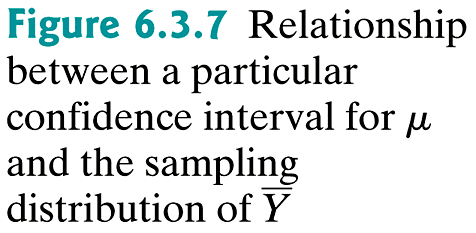 Figure 6.3.7 Relationship
between a particular
confidence interval for μ
and the sampling
distribution of Y̅